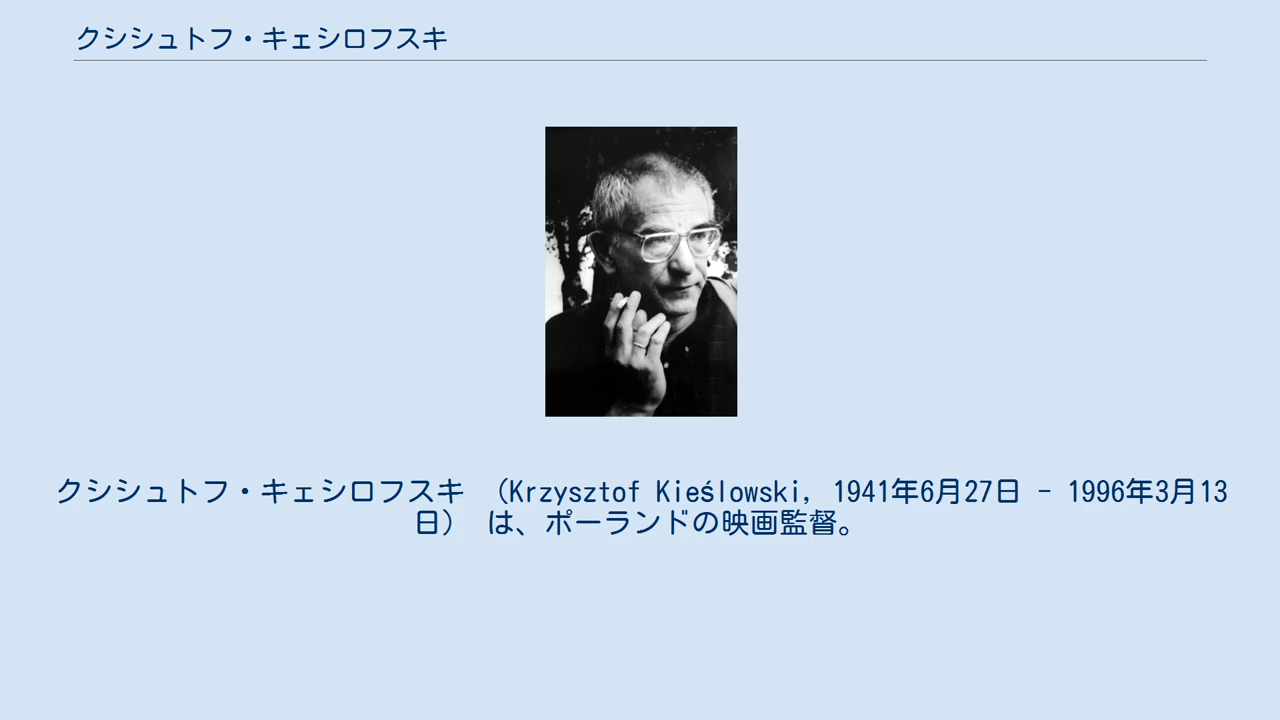 クシシュトフ・キェシロフスキ
クシシュトフ・キェシロフスキ （Krzysztof Kieślowski, 1941年6月27日 - 1996年3月13
日） は、ポーランドの映画監督。